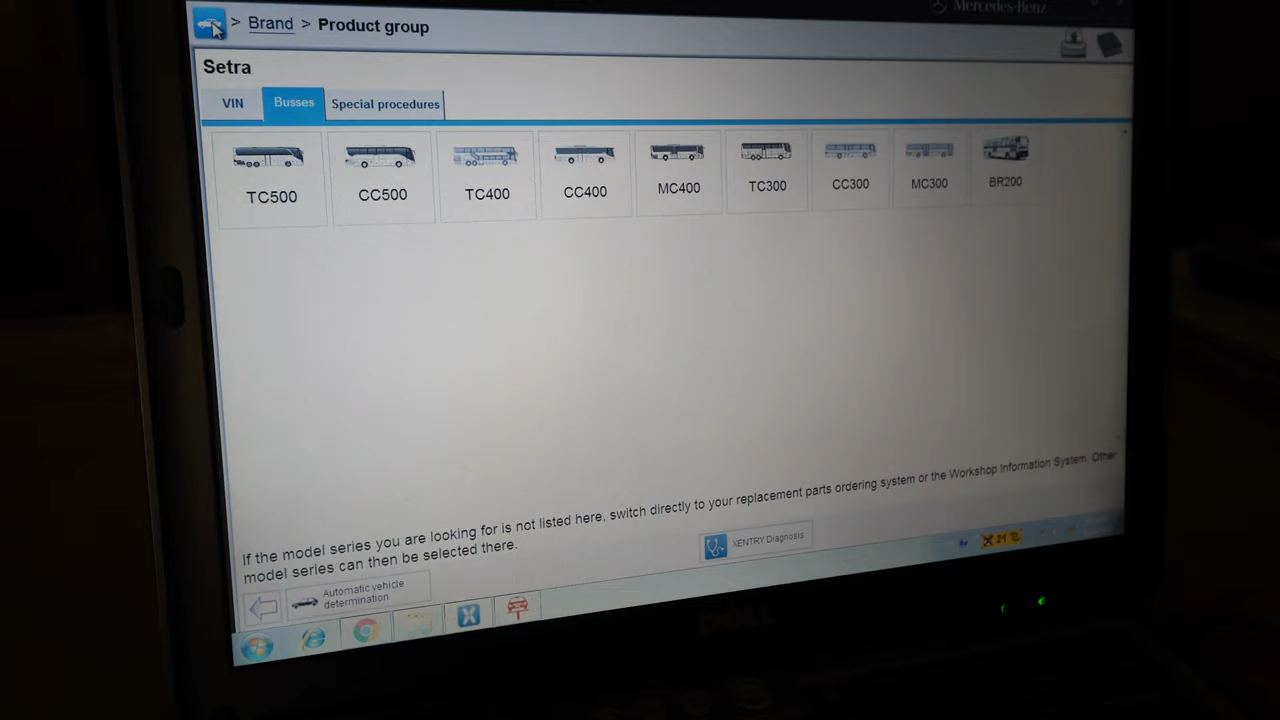 Mercedes-Benz
> Brand > Product group
Setra
VIN Busses Special procedures
TC500 CC500 TC400 CC400 MC400 TC300 CC300 MC300 BR200
If the model series you are looking for is not listed here, switch directly to your replacement parts ordering system or the Workshop Information System. Other
model series can then be selected there.
XENTRY Diagnosis
Automatic vehicle
determination
21
DELL